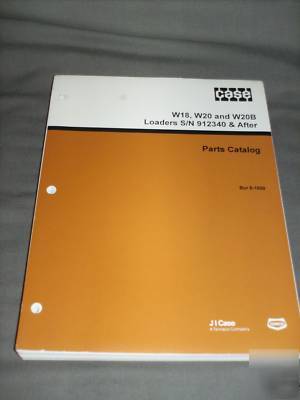 case
W18, W20 and W20B
Loaders S/N 912340 & After
Parts Catalog
J I Case
A Tenneco Company